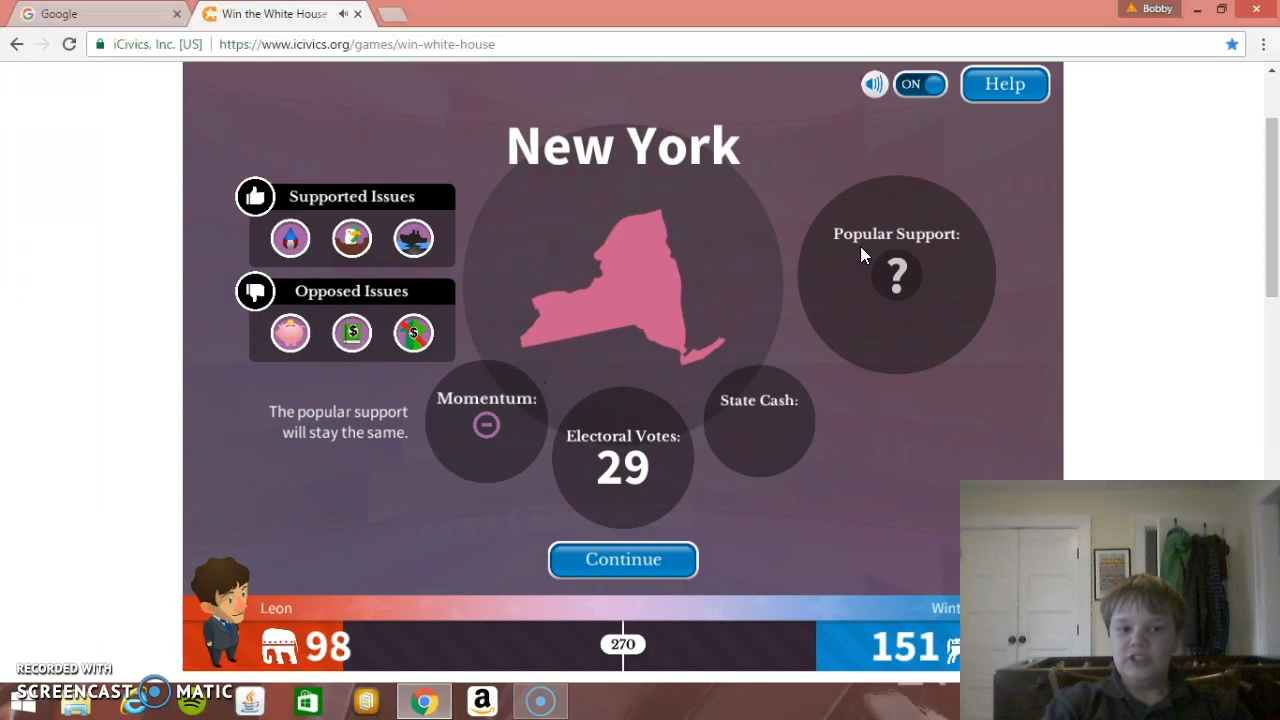 Google
Win the White House
Bobby
iCivics, Inc. [US]
https://www.icivics.org/games/win-white-house
ON
Help
New York
Supported Issues
Opposed Issues
$
$
Popular Support:
?
The popular support
will stay the same.
Momentum:
Electoral Votes:
29
State Cash:
Continue
Leon
Wint
98
270
151
RECORDED WITH
SCREENCAST MATIC
a